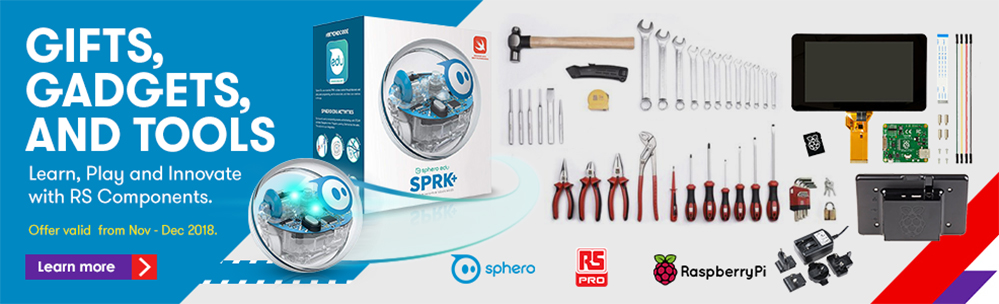 GIFTS,
GADGETS,
AND TOOLS
Learn, Play and Innovate
with RS Components.
Offer valid from Nov - Dec 2018.
Learn more
edu
sphero edu
SPRK+
sphero
RS
PRO
RaspberryPi